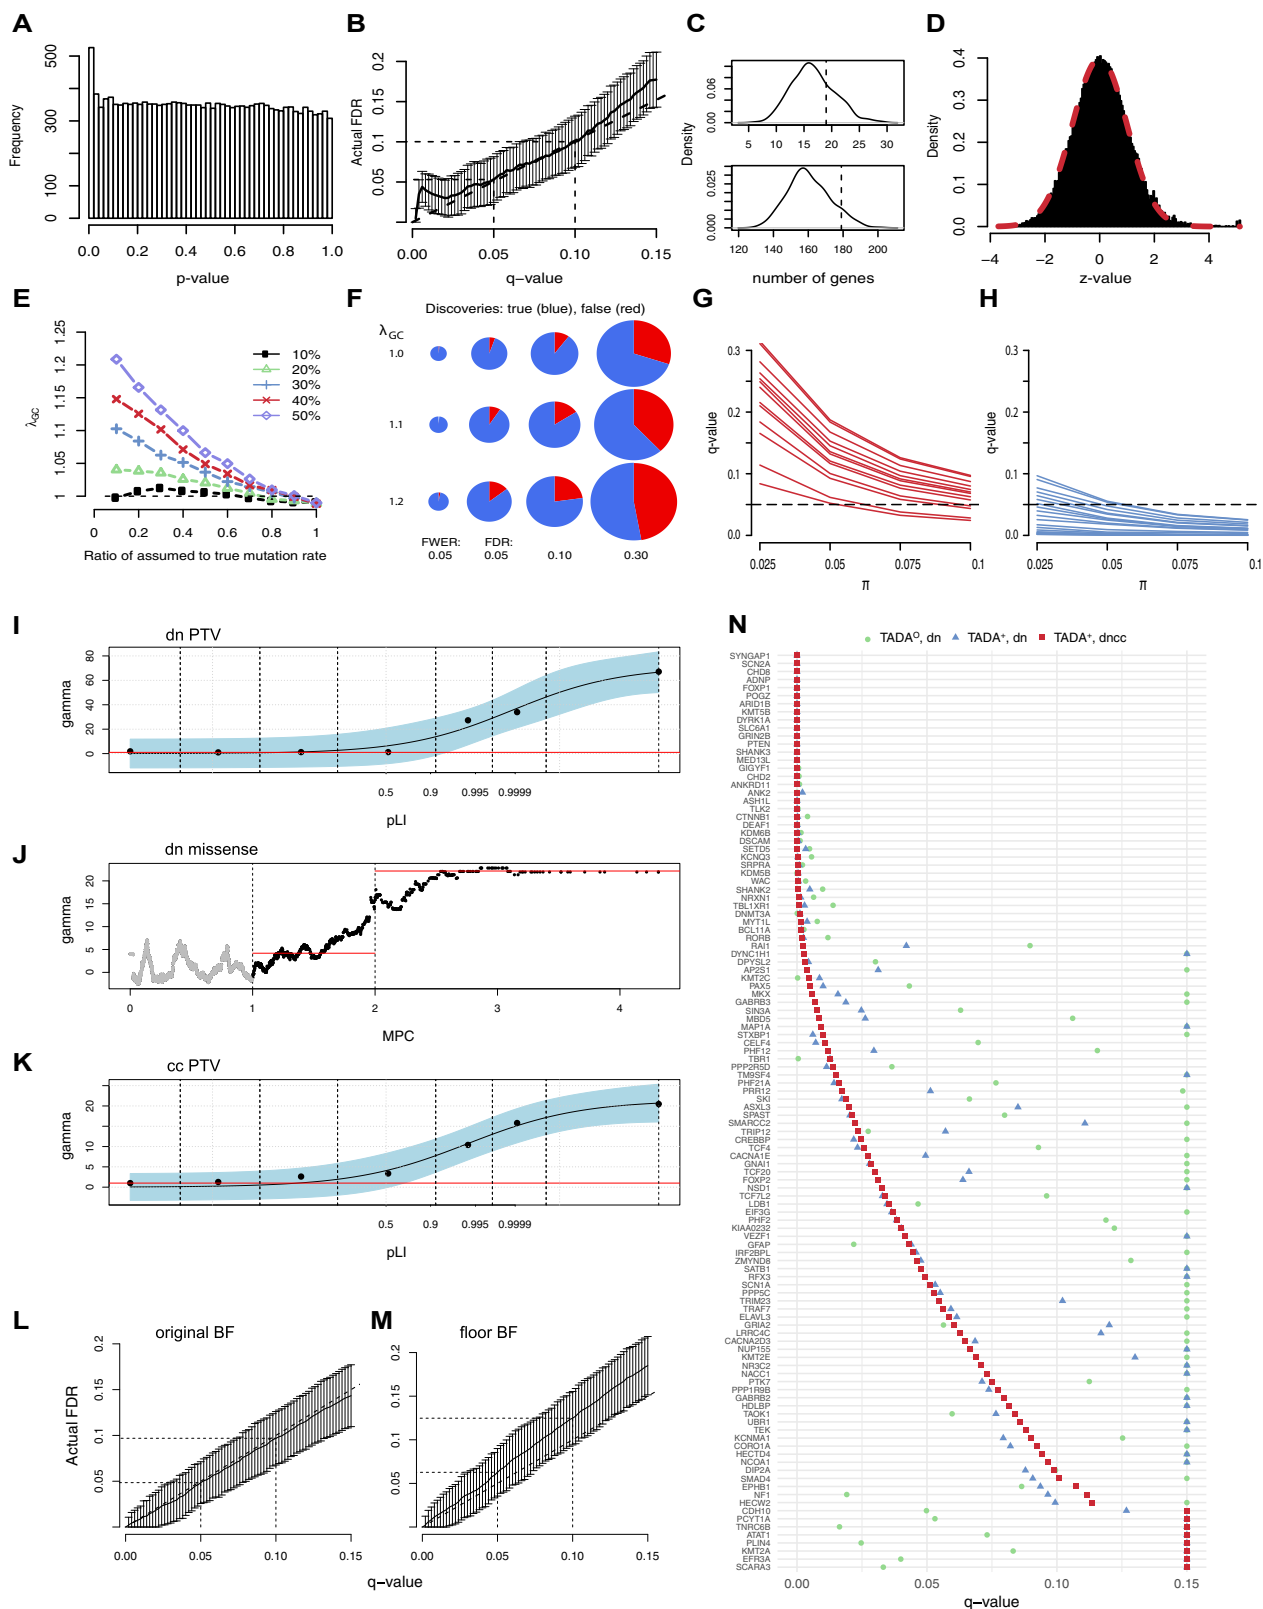 A
B
C
D
Frequency
0
100
300
500
0.0
0.2
0.4
0.6
0.8
1.0
p-value
Actual FDR
0.05
0.1
0.15
0.2
0.00
0.05
0.10
0.15
q-value
Density
0.00
0.06
5
10
15
20
25
30
0.000
0.025
120
140
160
180
200
number of genes
Density
0.0
0.1
0.2
0.3
0.4
−4
−2
0
2
4
z-value
E
F
G
H
λGC
1
1.05
1.1
1.15
1.2
1.25
10%
20%
30%
40%
50%
0.0
0.2
0.4
0.6
0.8
1
Ratio of assumed to true mutation rate
Discoveries: true (blue), false (red)
λGC
1.0
1.1
1.2
FWER: FDR:
0.05 0.05 0.10 0.30
q-value
0.0
0.1
0.2
0.3
0.025
0.05
0.075
0.1
π
q-value
0.0
0.1
0.2
0.3
0.025
0.05
0.075
0.1
π
I
dn PTV
gamma
0
20
40
60
80
0.5
0.9
0.995
0.9999
pLI
J
dn missense
gamma
0
5
10
15
20
0
1
2
3
4
MPC
K
cc PTV
gamma
0
5
10
20
0.5
0.9
0.995
0.9999
pLI
L
original BF
Actual FDR
0.05
0.1
0.15
0.2
0.00
0.05
0.10
0.15
M
floor BF
0.05
0.1
0.15
0.2
0.00
0.05
0.10
0.15
q−value
N
TADAO, dn
TADA+, dn
TADA+, dncc
SYNGAP1
SCN2A
CHD8
ADNP
FOXP1
POGZ
ARID1B
KMT5B
DYRK1A
SLC6A1
GRIN2B
PTEN
SHANK3
MED13L
GIGYF1
CHD2
ANKRD11
ANK2
ASH1L
TLK2
CTNNB1
DEAF1
KDM6B
DSCAM
SETD5
KCNQ3
SRPRA
KDM5B
WAC
SHANK2
NRXN1
TBL1XR1
DNMT3A
MYT1L
BCL11A
RORB
RAI1
DYNC1H1
DPYSL2
AP2S1
KMT2C
PAX5
MKX
GABRB3
SIN3A
MBD5
MAP1A
STXBP1
CELF4
PHF12
TBR1
PPP2R5D
TM9SF4
PHF21A
PRR12
SKI
ASXL3
SPAST
SMARCC2
TRIP12
CREBBP
TCF4
CACNA1E
GNAI1
TCF20
FOXP2
NSD1
TCF7L2
LDB1
EIF3G
PHF2
KIAA0232
VEZF1
GFAP
IRF2BPL
ZMYND8
SATB1
RFX3
SCN1A
PPP5C
TRIM23
TRAF7
ELAVL3
GRIA2
LRRC4C
CACNA2D3
NUP155
KMT2E
NR3C2
NACC1
PTK7
PPP1R9B
GABRB2
HDLBP
TAOK1
UBR1
TEK
KCNMA1
CORO1A
HECTD4
NCOA1
DIP2A
SMAD4
EPHB1
NF1
HECW2
CDH10
PCYT1A
TNRC6B
ATAT1
PLIN4
KMT2A
EFR3A
SCARA3
0.00
0.05
0.10
0.15
q−value